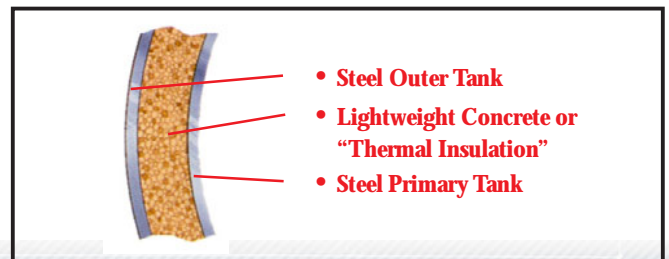 • Steel Outer Tank
• Lightweight Concrete or
“Thermal Insulation”
• Steel Primary Tank